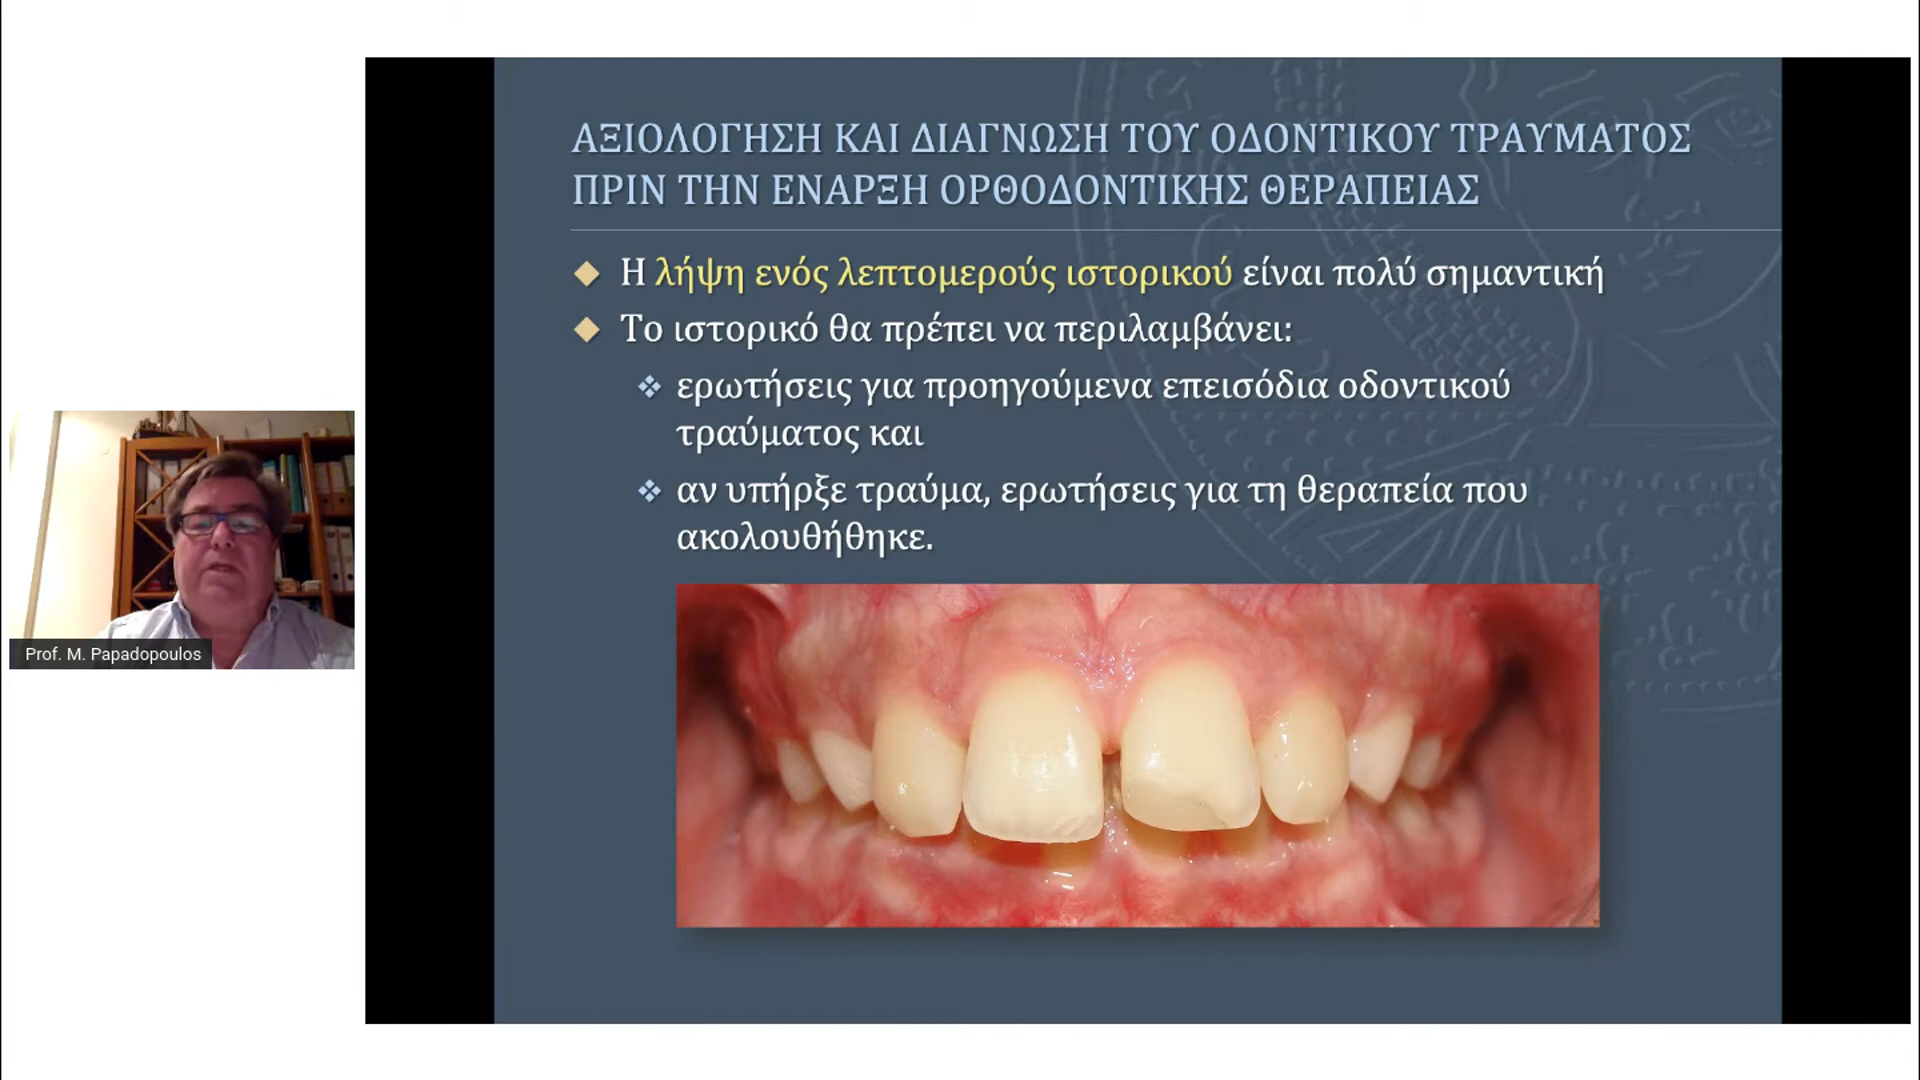 ΑΞΙΟΛΟΓΗΣΗ ΚΑΙ ΔΙΑΓΝΩΣΗ ΤΟΥ ΟΔΟΝΤΙΚΟΥ ΤΡΑΥΜΑΤΟΣ
ΠΡΙΝ ΤΗΝ ΕΝΑΡΞΗ ΟΡΘΟΔΟΝΤΙΚΗΣ ΘΕΡΑΠΕΙΑΣ
Η λήψη ενός λεπτομερούς ιστορικού είναι πολύ σημαντική
Το ιστορικό θα πρέπει να περιλαμβάνει:
ερωτήσεις για προηγούμενα επεισόδια οδοντικού
τραύματος και
αν υπήρξε τραύμα, ερωτήσεις για τη θεραπεία που
ακολουθήθηκε.
Prof. M. Papadopoulos